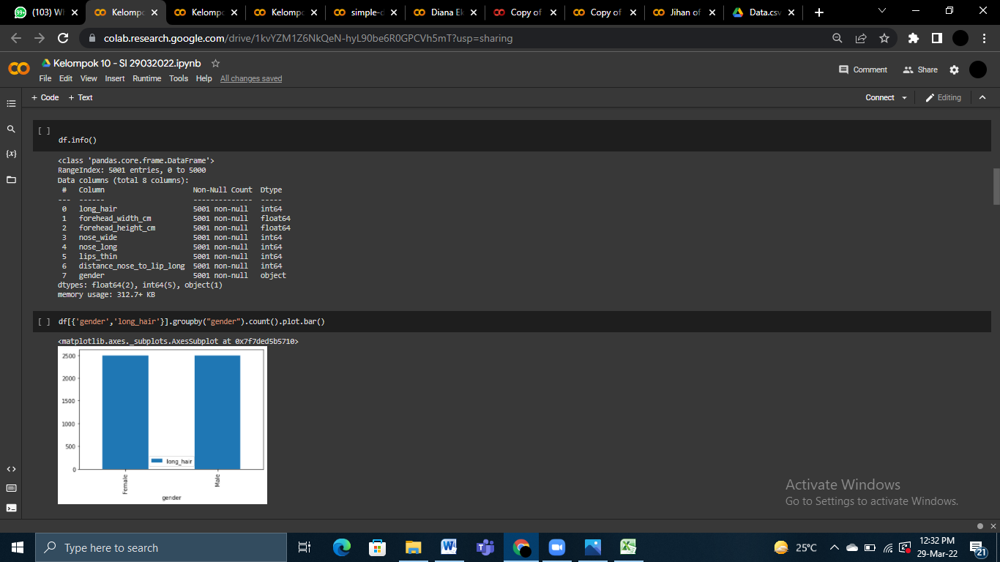 (103) W
Kelompo
Kelompo
Kelompo
simple-d
Diana Ek
Copy of
Copy of
Jihan of
Data.csv
colab.research.google.com/drive/1kvYZM1Z6NkQeN-hyL90be6R0GPCVh5mT?usp=sharing
Kelompok 10 - SI 29032022.ipynb
File Edit View Insert Runtime Tools Help All changes saved
Comment Share
+ Code + Text
Connect Editing
[ ]
df.info()
<class 'pandas.core.frame.DataFrame'>
RangeIndex: 5001 entries, 0 to 5000
Data columns (total 8 columns):
# Column Non-Null Count Dtype
--- ------ -------------- -----
0 long_hair 5001 non-null int64
1 forehead_width_cm 5001 non-null float64
2 forehead_height_cm 5001 non-null float64
3 nose_wide 5001 non-null int64
4 nose_long 5001 non-null int64
5 lips_thin 5001 non-null int64
6 distance_nose_to_lip_long 5001 non-null int64
7 gender 5001 non-null object
dtypes: float64(2), int64(5), object(1)
memory usage: 312.7+ KB
[ ] df[{'gender','long_hair'}].groupby("gender").count().plot.bar()
<matplotlib.axes._subplots.AxesSubplot at 0x7f7ded5b5710>
2500
2000
1500
1000
500
0
long_hair
Female
Male
gender
{x}
Activate Windows
Go to Settings to activate Windows.
Type here to search
25°C
12:32 PM
29-Mar-22
21